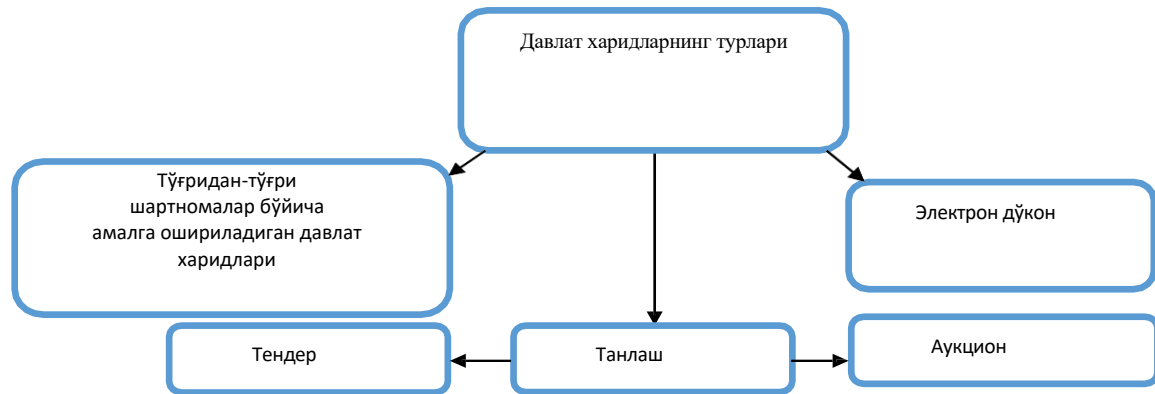 Давлат харидларнинг турлари
Тўғридан-тўғри
шартномалар бўйича
амалга ошириладиган давлат
харидлари
Электрон дўкон
Тендер
Танлаш
Аукцион